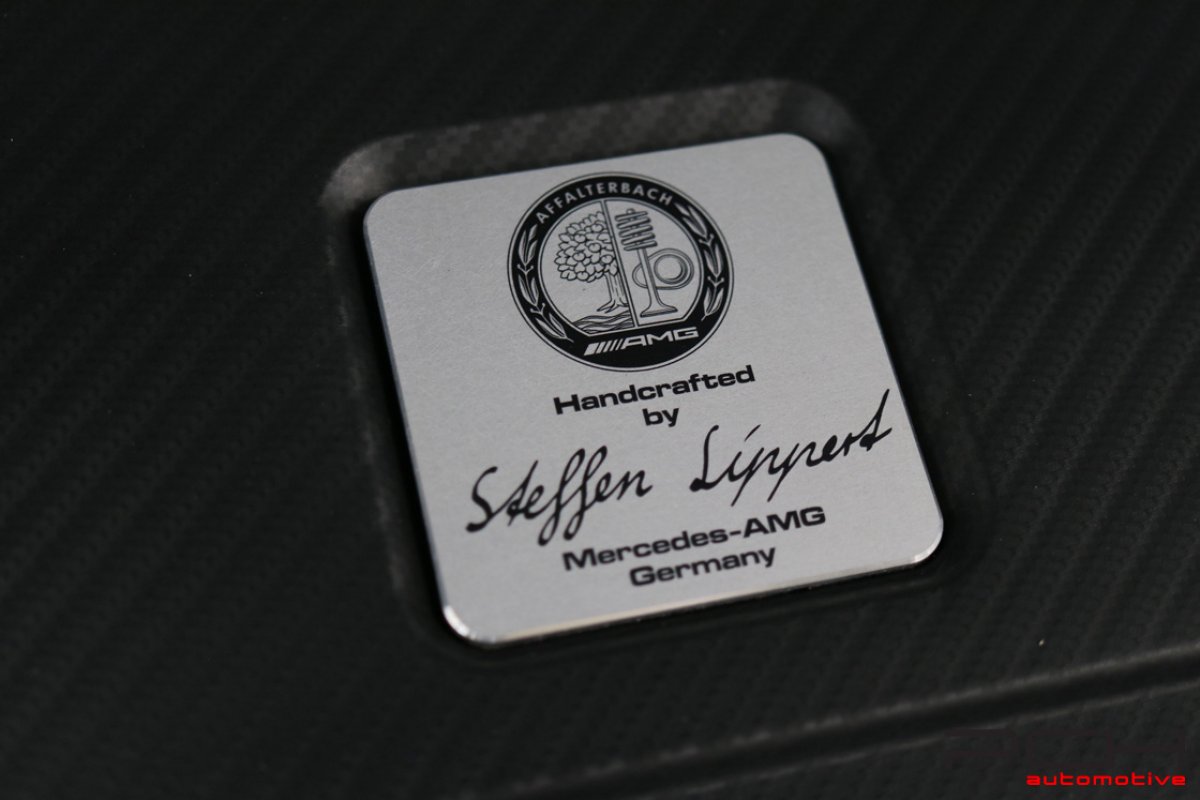 AFFALTERBACH
AMG
Handcrafted
by
Steffen Lippert
Mercedes-AMG
Germany
automotive